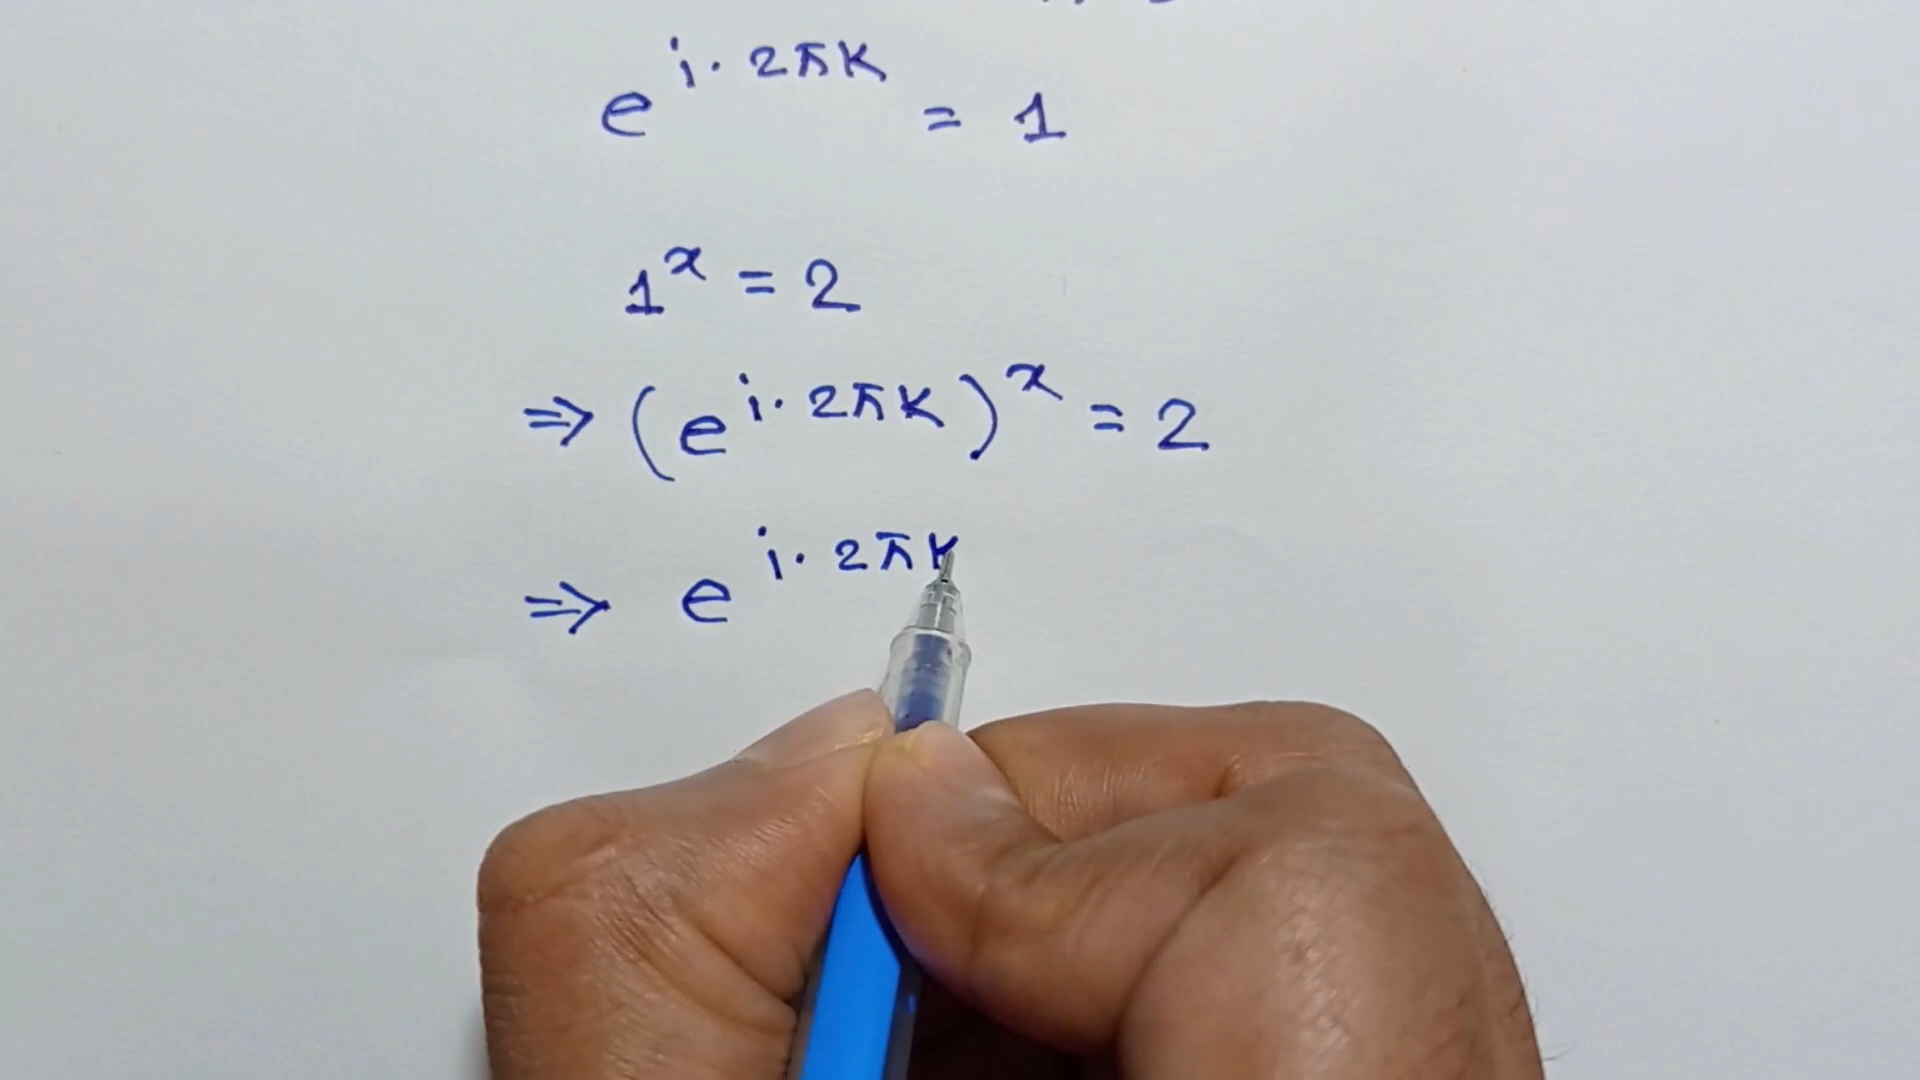 e^{i·2πk} = 1
1^x = 2
⇒ (e^{i·2πk})^x = 2
⇒ e^{i·2πk}